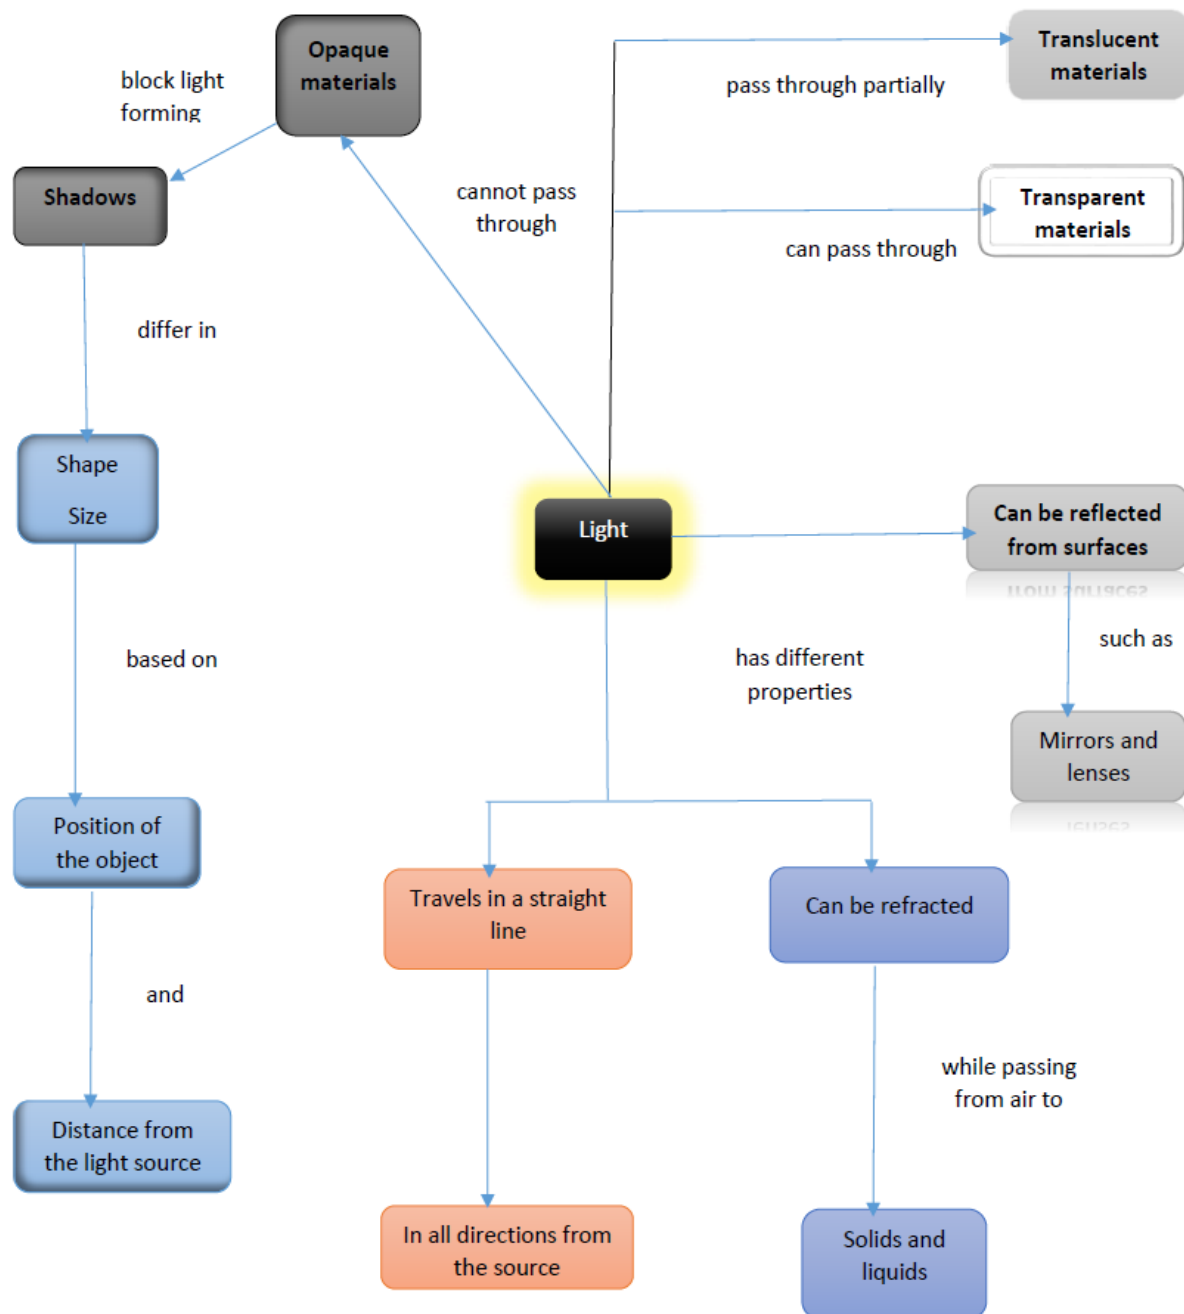 Opaque
materials
Translucent
materials
block light
forming
pass through partially
Shadows
cannot pass
through
Transparent
materials
can pass through
differ in
Shape
Size
Light
Can be reflected
from surfaces
from surfaces
such as
based on
has different
properties
Mirrors and
lenses
lenses
Position of
the object
Travels in a straight
line
Can be refracted
and
while passing
from air to
Distance from
the light source
In all directions from
the source
Solids and
liquids